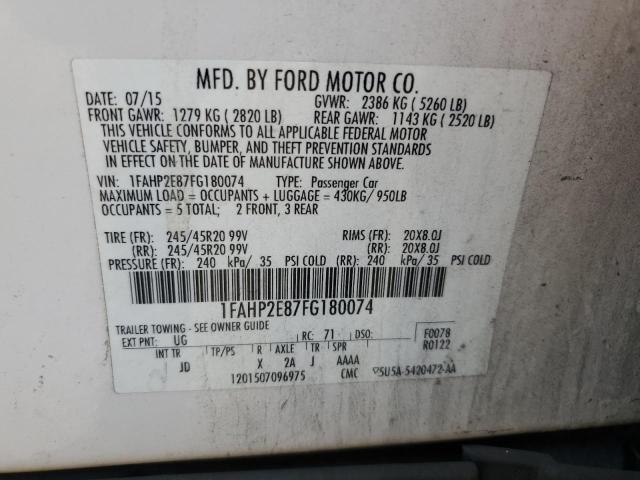 MFD. BY FORD MOTOR CO.
DATE: 07/15 GVWR: 2386 KG ( 5260 LB)
FRONT GAWR: 1279 KG ( 2820 LB) REAR GAWR: 1143 KG ( 2520 LB)
THIS VEHICLE CONFORMS TO ALL APPLICABLE FEDERAL MOTOR
VEHICLE SAFETY, BUMPER, AND THEFT PREVENTION STANDARDS
IN EFFECT ON THE DATE OF MANUFACTURE SHOWN ABOVE.
VIN: 1FAHP2E87FG180074 TYPE: Passenger Car
MAXIMUM LOAD = OCCUPANTS + LUGGAGE = 430KG/ 950LB
OCCUPANTS = 5 TOTAL; 2 FRONT, 3 REAR
TIRE (FR): 245/45R20 99V RIMS (FR): 20X8.0J
(RR): 245/45R20 99V (RR): 20X8.0J
PRESSURE (FR): 240 kPa/ 35 PSI COLD (RR): 240 kPa/ 35 PSI COLD
1FAHP2E87FG180074
TRAILER TOWING - SEE OWNER GUIDE
EXT PNT: UG RC: 71 DSO: F0078
R0122
INT TR TP/PS R AXLE TR SPR
JD X 2A J AAAA
1201507096975 CMC 5U5A-5420472-AA